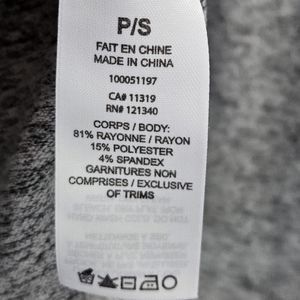 P/S
FAIT EN CHINE
MADE IN CHINA
100051197
CA# 11319
RN# 121340
CORPS / BODY:
81% RAYONNE / RAYON
15% POLYESTER
4% SPANDEX
GARNITURES NON
COMPRISES / EXCLUSIVE
OF TRIMS